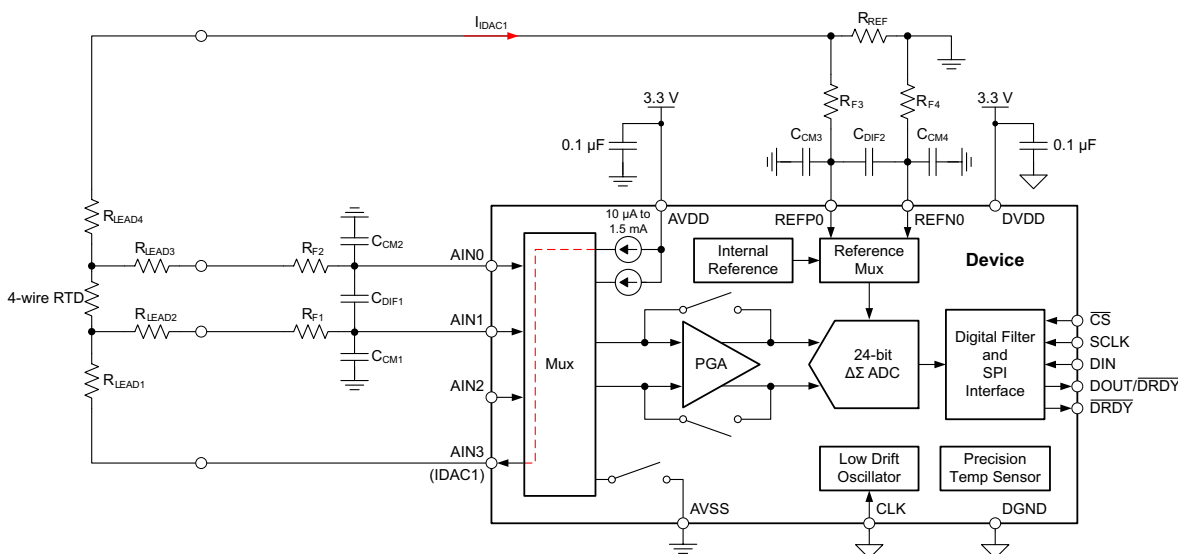 I_IDAC1
R_REF
R_F3
R_F4
3.3 V
3.3 V
0.1 µF
C_CM3
C_DIF2
C_CM4
0.1 µF
R_LEAD4
10 µA to
1.5 mA
AVDD
REFP0
REFN0
DVDD
R_LEAD3
R_F2
C_CM2
AIN0
Internal
Reference
Reference
Mux
Device
4-wire RTD
C_DIF1
R_LEAD2
R_F1
AIN1
C_CM1
Mux
PGA
24-bit
ΔΣ ADC
Digital Filter
and
SPI
Interface
C̅S̅
SCLK
DIN
DOUT/D̅R̅D̅Y̅
D̅R̅D̅Y̅
R_LEAD1
AIN2
AIN3
(IDAC1)
Low Drift
Oscillator
Precision
Temp Sensor
AVSS
CLK
DGND